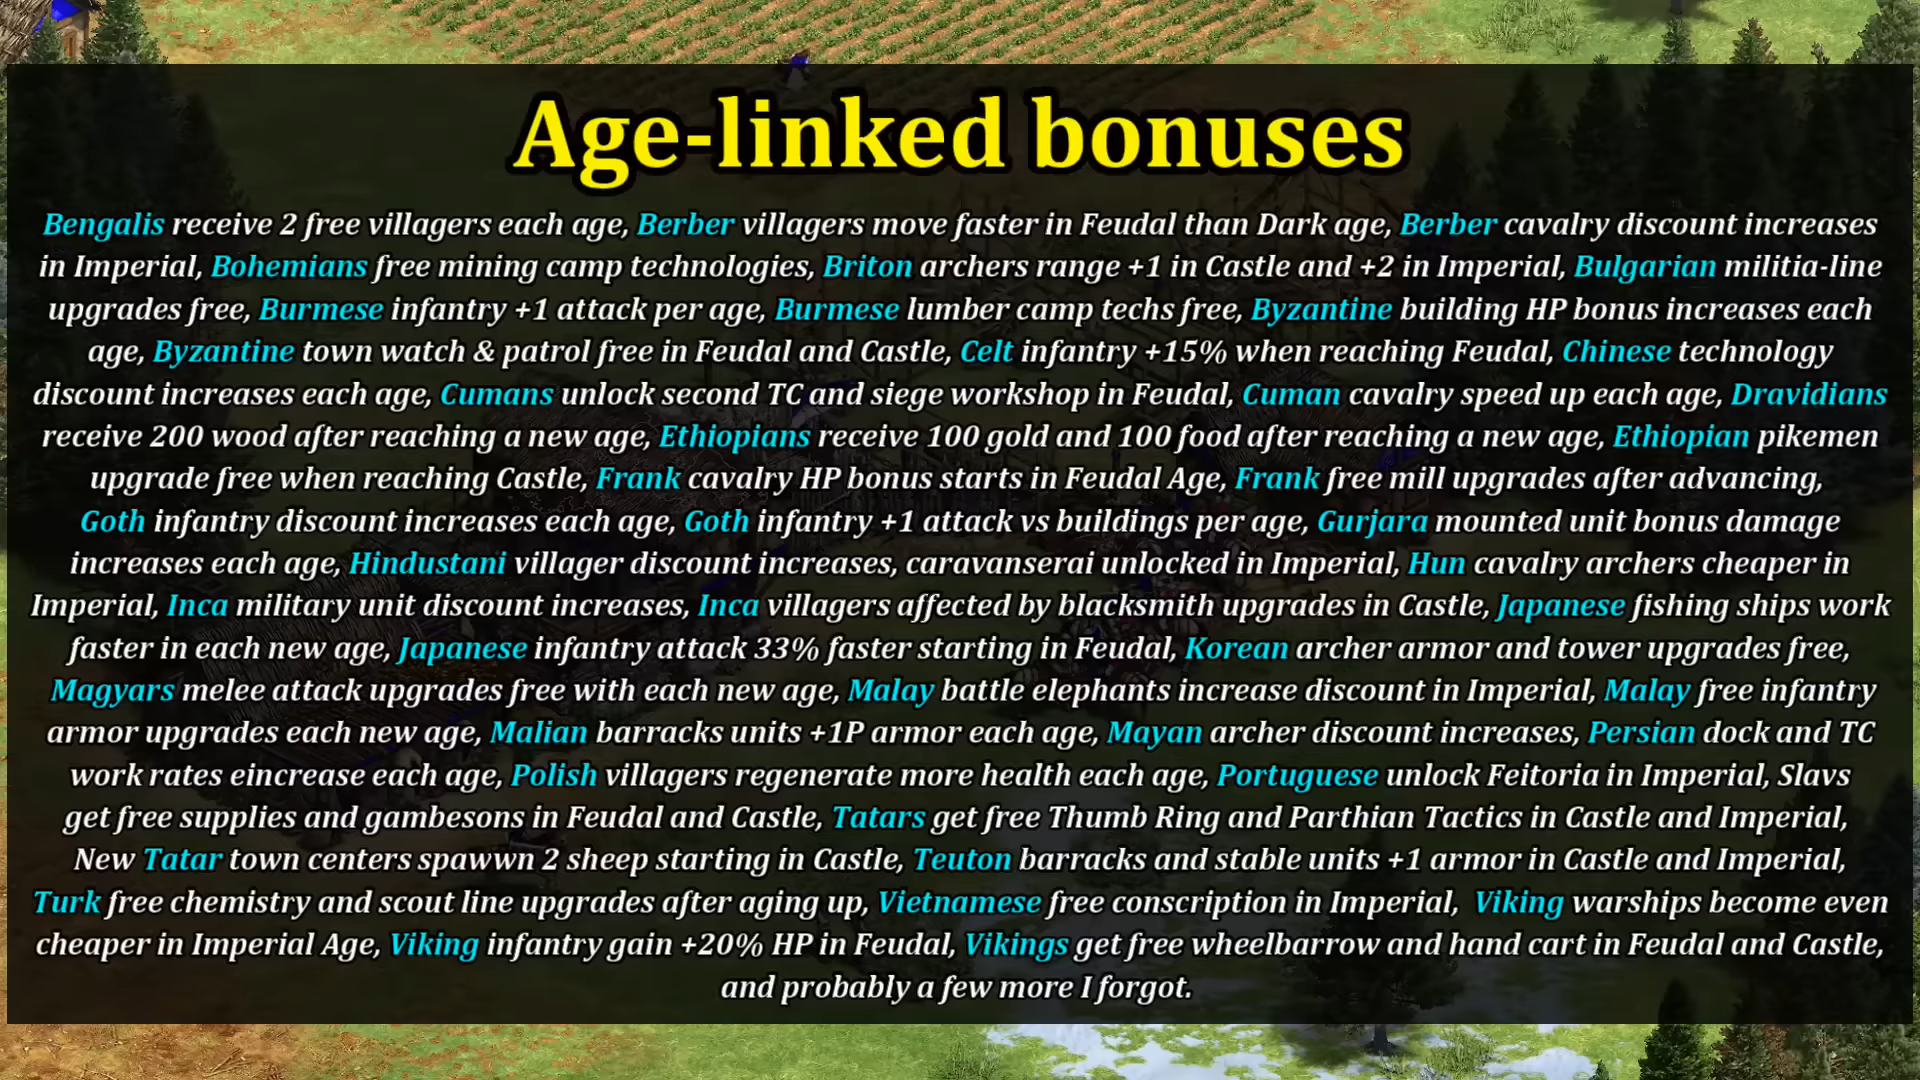 Age-linked bonuses
Bengalis receive 2 free villagers each age, Berber villagers move faster in Feudal than Dark age, Berber cavalry discount increases
in Imperial, Bohemians free mining camp technologies, Briton archers range +1 in Castle and +2 in Imperial, Bulgarian militia-line
upgrades free, Burmese infantry +1 attack per age, Burmese lumber camp techs free, Byzantine building HP bonus increases each
age, Byzantine town watch & patrol free in Feudal and Castle, Celt infantry +15% when reaching Feudal, Chinese technology
discount increases each age, Cumans unlock second TC and siege workshop in Feudal, Cuman cavalry speed up each age, Dravidians
receive 200 wood after reaching a new age, Ethiopians receive 100 gold and 100 food after reaching a new age, Ethiopian pikemen
upgrade free when reaching Castle, Frank cavalry HP bonus starts in Feudal Age, Frank free mill upgrades after advancing,
Goth infantry discount increases each age, Goth infantry +1 attack vs buildings per age, Gurjara mounted unit bonus damage
increases each age, Hindustani villager discount increases, caravanserai unlocked in Imperial, Hun cavalry archers cheaper in
Imperial, Inca military unit discount increases, Inca villagers affected by blacksmith upgrades in Castle, Japanese fishing ships work
faster in each new age, Japanese infantry attack 33% faster starting in Feudal, Korean archer armor and tower upgrades free,
Magyars melee attack upgrades free with each new age, Malay battle elephants increase discount in Imperial, Malay free infantry
armor upgrades each new age, Malian barracks units +1P armor each age, Mayan archer discount increases, Persian dock and TC
work rates eincrease each age, Polish villagers regenerate more health each age, Portuguese unlock Feitoria in Imperial, Slavs
get free supplies and gambesons in Feudal and Castle, Tatars get free Thumb Ring and Parthian Tactics in Castle and Imperial,
New Tatar town centers spawwn 2 sheep starting in Castle, Teuton barracks and stable units +1 armor in Castle and Imperial,
Turk free chemistry and scout line upgrades after aging up, Vietnamese free conscription in Imperial, Viking warships become even
cheaper in Imperial Age, Viking infantry gain +20% HP in Feudal, Vikings get free wheelbarrow and hand cart in Feudal and Castle,
and probably a few more I forgot.